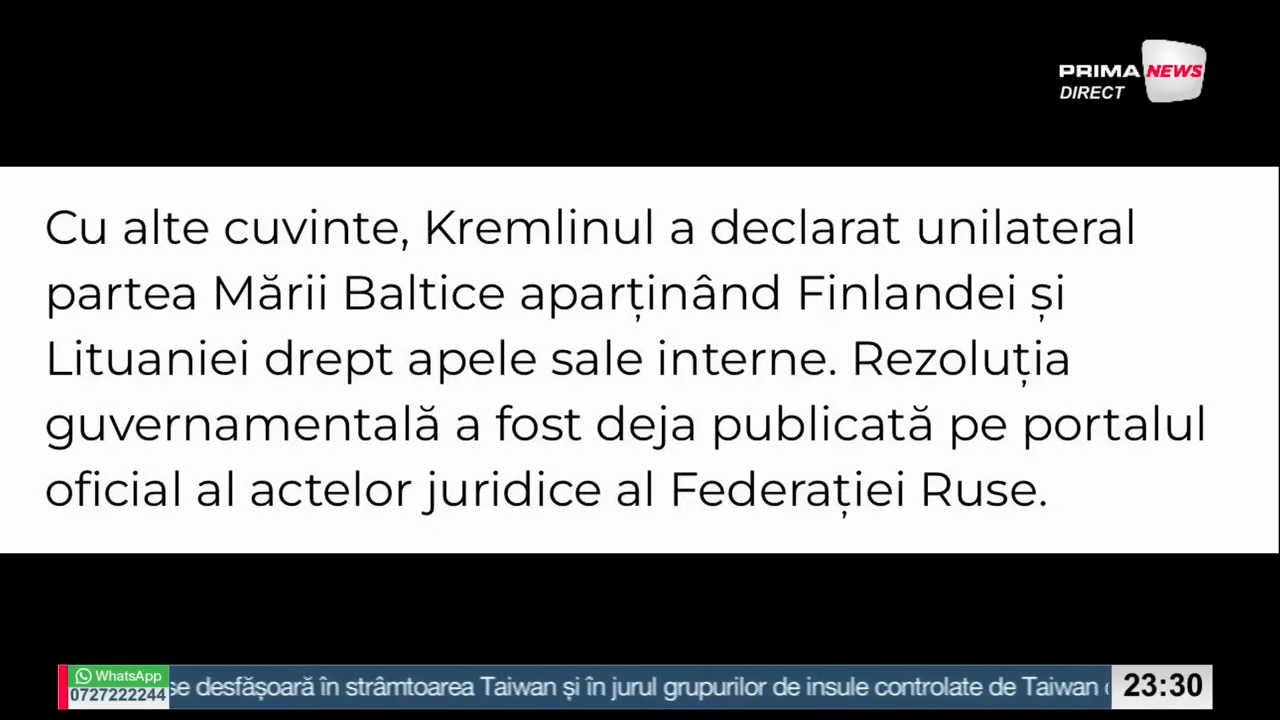 PRIMA NEWS
DIRECT
Cu alte cuvinte, Kremlinul a declarat unilateral
partea Mării Baltice aparținând Finlandei și
Lituaniei drept apele sale interne. Rezoluția
guvernamentală a fost deja publicată pe portalul
oficial al actelor juridice al Federației Ruse.
WhatsApp
0727222244
se desfășoară în strâmtoarea Taiwan și în jurul grupurilor de insule controlate de Taiwan
23:30